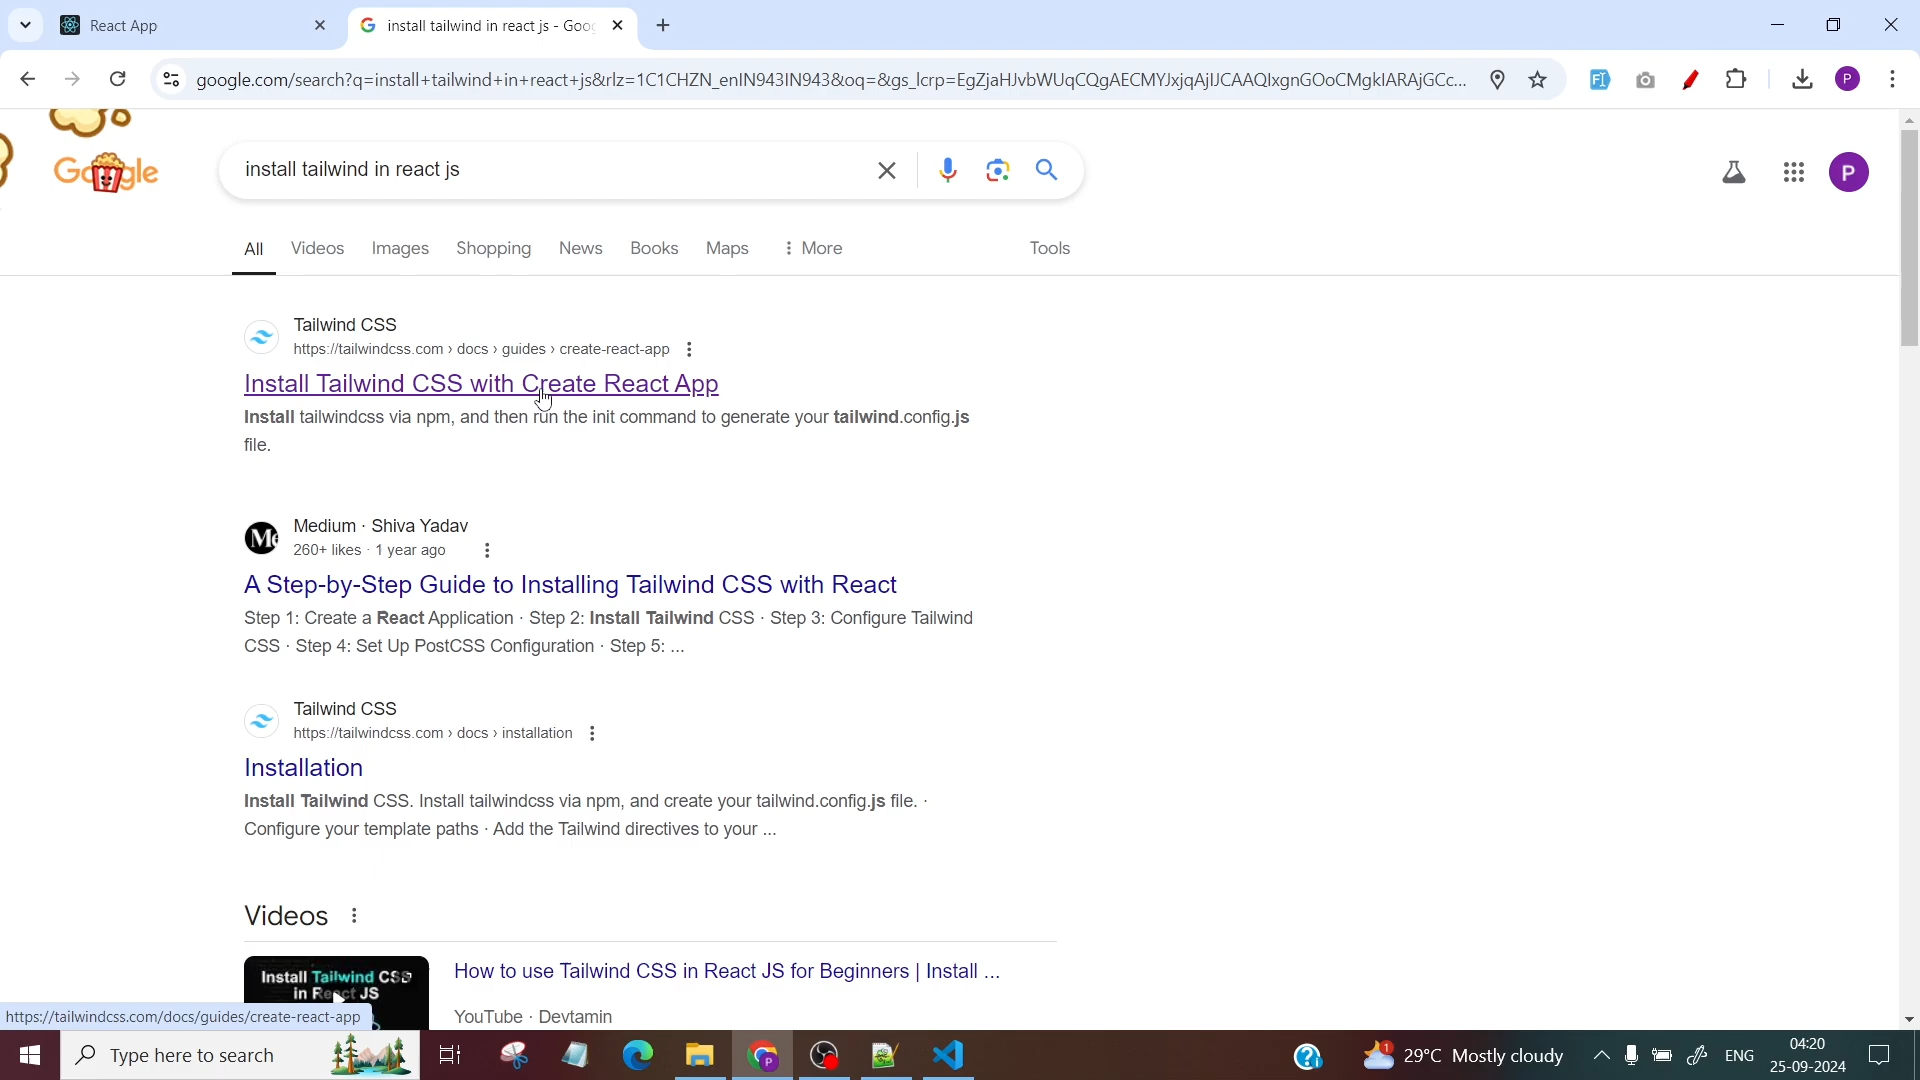 React App
install tailwind in react js - Goo
google.com/search?q=install+tailwind+in+react+js&rlz=1C1CHZN_enIN943IN943&oq=&gs_lcrp=EgZjaHJvbWUqCQgAECMYJxjqAjIJCAAQIxgnGOoCMgkIARAjGCc...
P
Google
install tailwind in react js
P
All Videos Images Shopping News Books Maps More Tools
Tailwind CSS
https://tailwindcss.com › docs › guides › create-react-app
Install Tailwind CSS with Create React App
Install tailwindcss via npm, and then run the init command to generate your tailwind.config.js
file.
Medium · Shiva Yadav
260+ likes · 1 year ago
A Step-by-Step Guide to Installing Tailwind CSS with React
Step 1: Create a React Application · Step 2: Install Tailwind CSS · Step 3: Configure Tailwind
CSS · Step 4: Set Up PostCSS Configuration · Step 5: ...
Tailwind CSS
https://tailwindcss.com › docs › installation
Installation
Install Tailwind CSS. Install tailwindcss via npm, and create your tailwind.config.js file. ·
Configure your template paths · Add the Tailwind directives to your ...
Videos
Install Tailwind CSS
in React JS
How to use Tailwind CSS in React JS for Beginners | Install ...
YouTube · Devtamin
https://tailwindcss.com/docs/guides/create-react-app
Type here to search
1
29°C Mostly cloudy
ENG
04:20
25-09-2024